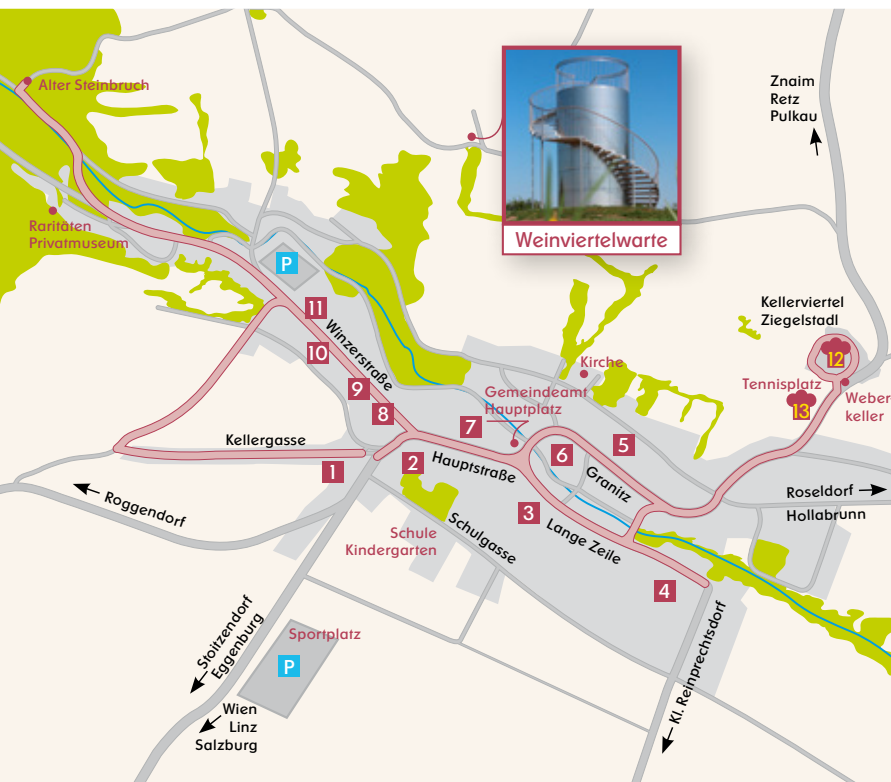 Alter Steinbruch
Znaim
Retz
Pulkau
Raritäten
Privatmuseum
Weinviertelwarte
P
Kellerviertel
Ziegelstadl
11
Winzerstraße
10
12
Kirche
Tennisplatz
13
Weber-
keller
9
Gemeindeamt
Hauptplatz
8
7
Kellergasse
5
6
1
2
Hauptstraße
Granitz
Roggendorf
Roseldorf
Hollabrunn
3
Schule
Kindergarten
Schulgasse
Lange Zeile
4
Stoitzendorf
Eggenburg
Sportplatz
P
Kl. Reinprechtsdorf
Wien
Linz
Salzburg